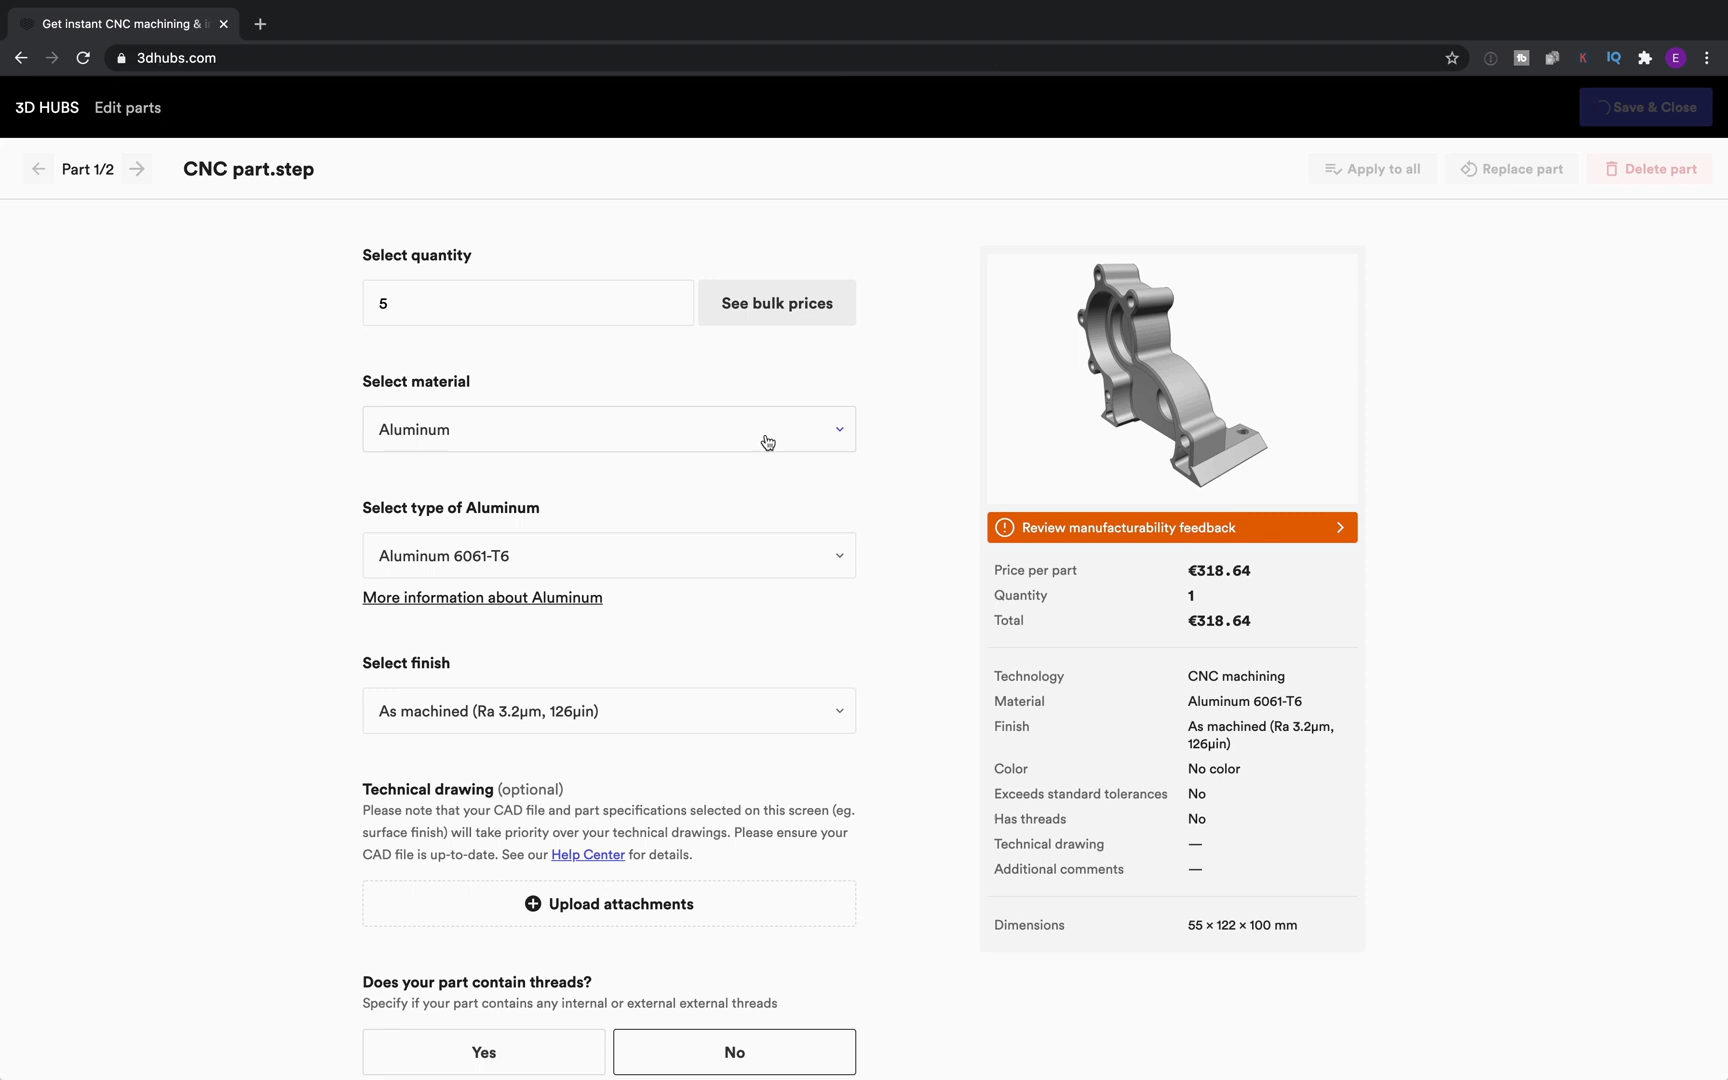 Get instant CNC machining &
3dhubs.com
E
3D HUBS Edit parts
Save & Close
Part 1/2
CNC part.step
Apply to all
Replace part
Delete part
Select quantity
5
See bulk prices
Select material
Aluminum
Select type of Aluminum
Aluminum 6061-T6
More information about Aluminum
Select finish
As machined (Ra 3.2μm, 126μin)
Technical drawing (optional)
Please note that your CAD file and part specifications selected on this screen (eg.
surface finish) will take priority over your technical drawings. Please ensure your
CAD file is up-to-date. See our Help Center for details.
Upload attachments
Does your part contain threads?
Specify if your part contains any internal or external external threads
Yes
No
Review manufacturability feedback
Price per part €318.64
Quantity 1
Total €318.64
Technology CNC machining
Material Aluminum 6061-T6
Finish As machined (Ra 3.2μm,
126μin)
Color No color
Exceeds standard tolerances No
Has threads No
Technical drawing —
Additional comments —
Dimensions 55 × 122 × 100 mm